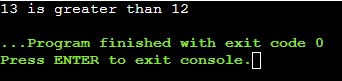 13 is greater than 12
...Program finished with exit code 0
Press ENTER to exit console.